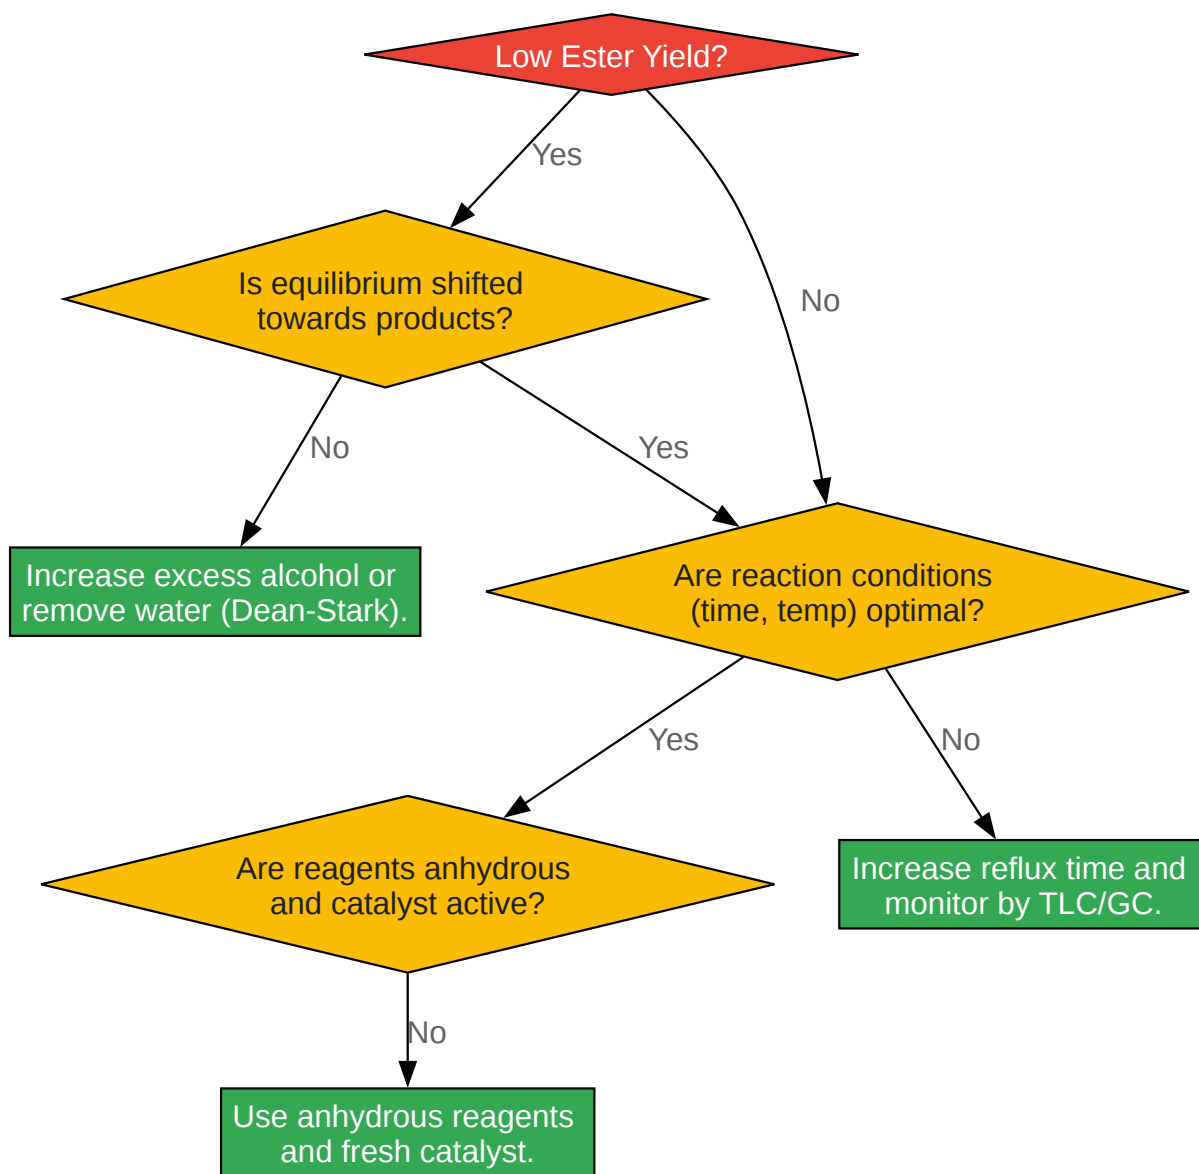 Low Ester Yield?
Yes
Is equilibrium shifted
towards products?
No
No
Yes
Increase excess alcohol or
remove water (Dean-Stark).
Are reaction conditions
(time, temp) optimal?
Yes
No
Are reagents anhydrous
and catalyst active?
Increase reflux time and
monitor by TLC/GC.
No
Use anhydrous reagents
and fresh catalyst.